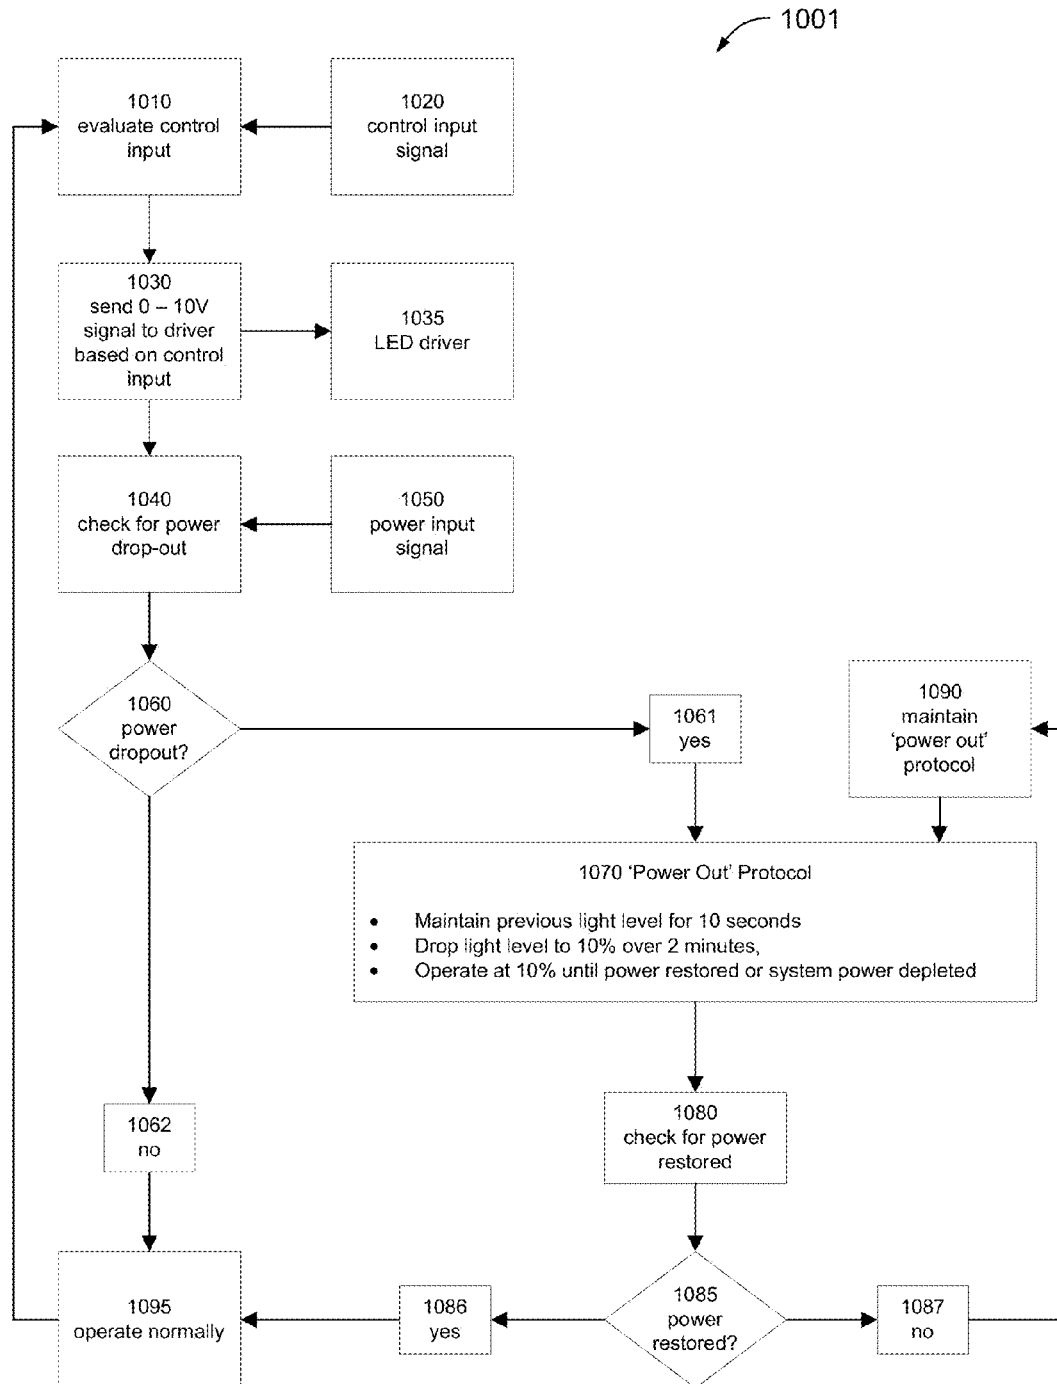 1001
1010
evaluate control
input
1020
control input
signal
1030
send 0 – 10V
signal to driver
based on control
input
1035
LED driver
1040
check for power
drop-out
1050
power input
signal
1060
power
dropout?
1061
yes
1090
maintain
‘power out’
protocol
1070 ‘Power Out’ Protocol
• Maintain previous light level for 10 seconds
• Drop light level to 10% over 2 minutes,
• Operate at 10% until power restored or system power depleted
1062
no
1080
check for power
restored
1095
operate normally
1086
yes
1085
power
restored?
1087
no